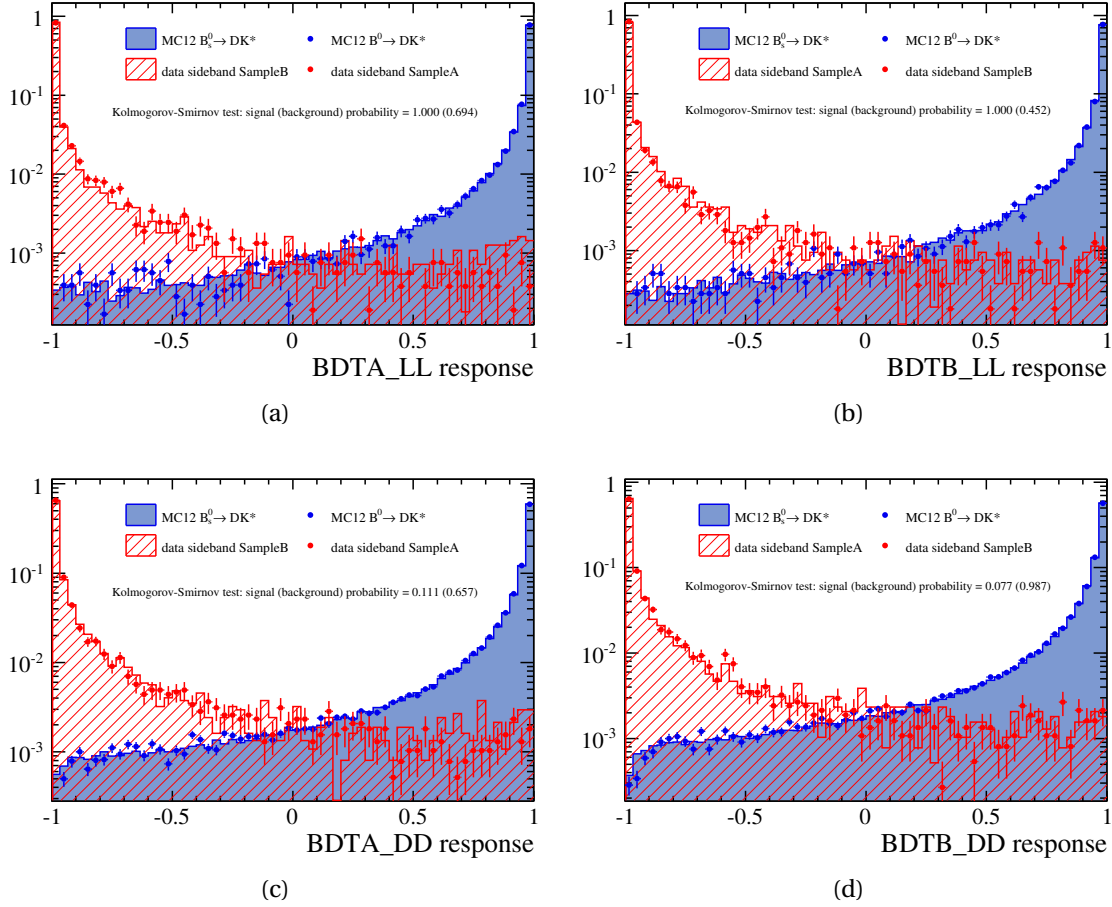 1
10⁻¹
10⁻²
10⁻³
MC12 B⁰ₛ→ DK*
MC12 B⁰→ DK*
data sideband SampleB
data sideband SampleA
Kolmogorov-Smirnov test: signal (background) probability = 1.000 (0.694)
-1 -0.5 0 0.5 1
BDTA_LL response
(a)
1
10⁻¹
10⁻²
10⁻³
MC12 B⁰ₛ→ DK*
MC12 B⁰→ DK*
data sideband SampleA
data sideband SampleB
Kolmogorov-Smirnov test: signal (background) probability = 1.000 (0.452)
-1 -0.5 0 0.5 1
BDTB_LL response
(b)
1
10⁻¹
10⁻²
10⁻³
MC12 B⁰ₛ→ DK*
MC12 B⁰→ DK*
data sideband SampleB
data sideband SampleA
Kolmogorov-Smirnov test: signal (background) probability = 0.111 (0.657)
-1 -0.5 0 0.5 1
BDTA_DD response
(c)
1
10⁻¹
10⁻²
10⁻³
MC12 B⁰ₛ→ DK*
MC12 B⁰→ DK*
data sideband SampleA
data sideband SampleB
Kolmogorov-Smirnov test: signal (background) probability = 0.077 (0.987)
-1 -0.5 0 0.5 1
BDTB_DD response
(d)